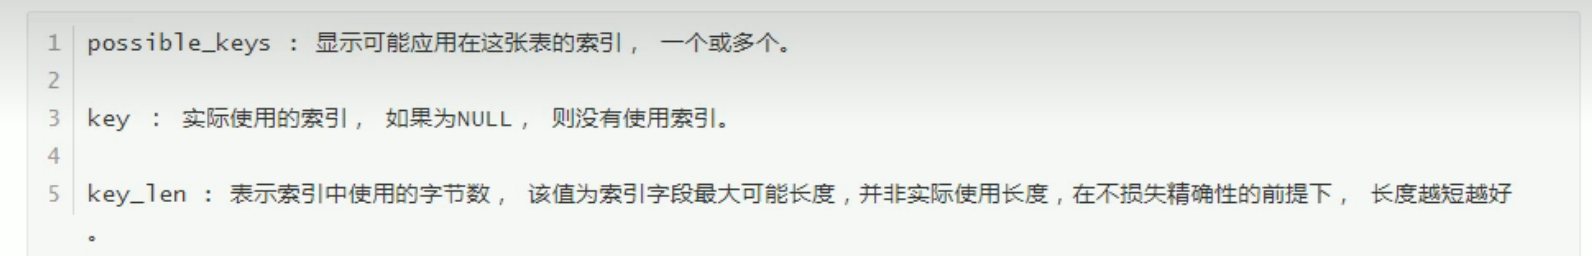 1 possible_keys : 显示可能应用在这张表的索引， 一个或多个。
2
3 key : 实际使用的索引， 如果为NULL， 则没有使用索引。
4
5 key_len : 表示索引中使用的字节数， 该值为索引字段最大可能长度，并非实际使用长度，在不损失精确性的前提下， 长度越短越好
。